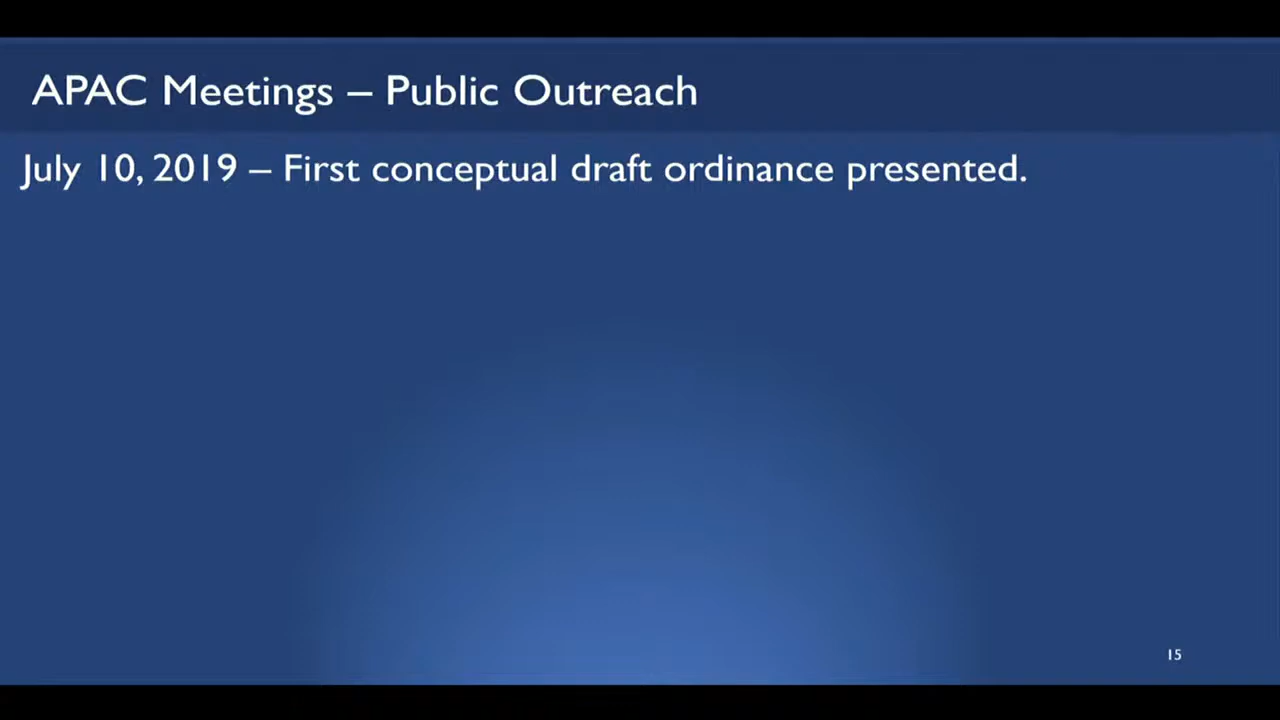 APAC Meetings – Public Outreach
July 10, 2019 – First conceptual draft ordinance presented.
15